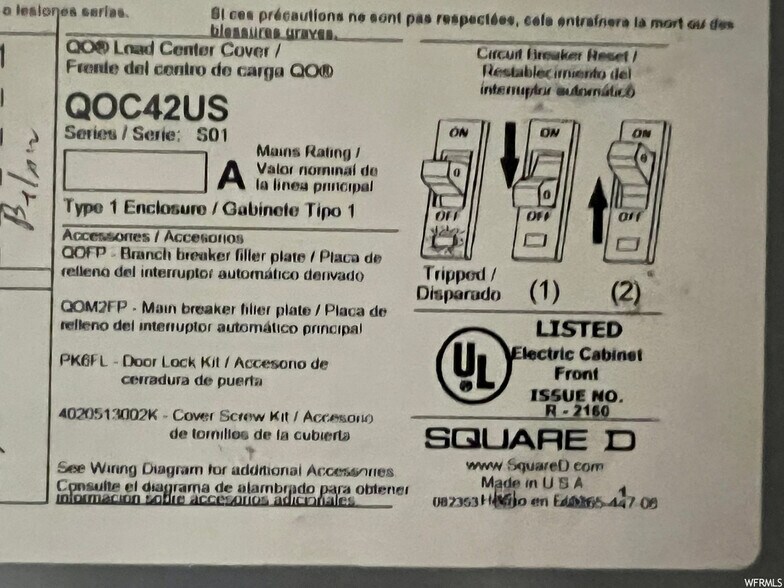 o lesiones serias.
Si ces précautions ne sont pas respectées, cela entraînera la mort ou des
blessures graves.
QO® Load Center Cover /
Frente del centro de carga QO®
QOC42US
Series / Serie: S01
A
Mains Rating /
Valor nominal de
la línea principal
Type 1 Enclosure / Gabinete Tipo 1
Accessories / Accesorios
QOFP - Branch breaker filler plate / Placa de
relleno del interruptor automático derivado
QOM2FP - Main breaker filler plate / Placa de
relleno del interruptor automático principal
PK6FL - Door Lock Kit / Accesorio de
cerradura de puerta
4020513002K - Cover Screw Kit / Accesorio
de tornillos de la cubierta
See Wiring Diagram for additional Accessories
Consulte el diagrama de alambrado para obtener
información sobre accesorios adicionales
Circuit Breaker Reset /
Restablecimiento del
interruptor automático
ON ON ON
OFF OFF OFF
Tripped /
Disparado
(1) (2)
UL
LISTED
Electric Cabinet
Front
ISSUE NO.
R - 2160
SQUARE D
www SquareD com
Made in U S A
Hecho en
Below
WFRMLS